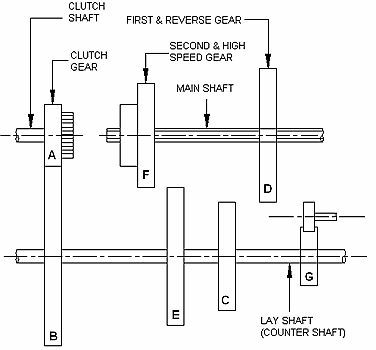 CLUTCH
SHAFT
FIRST & REVERSE GEAR
CLUTCH
GEAR
SECOND & HIGH
SPEED GEAR
MAIN SHAFT
A
F
D
E
C
G
B
LAY SHAFT
(COUNTER SHAFT)